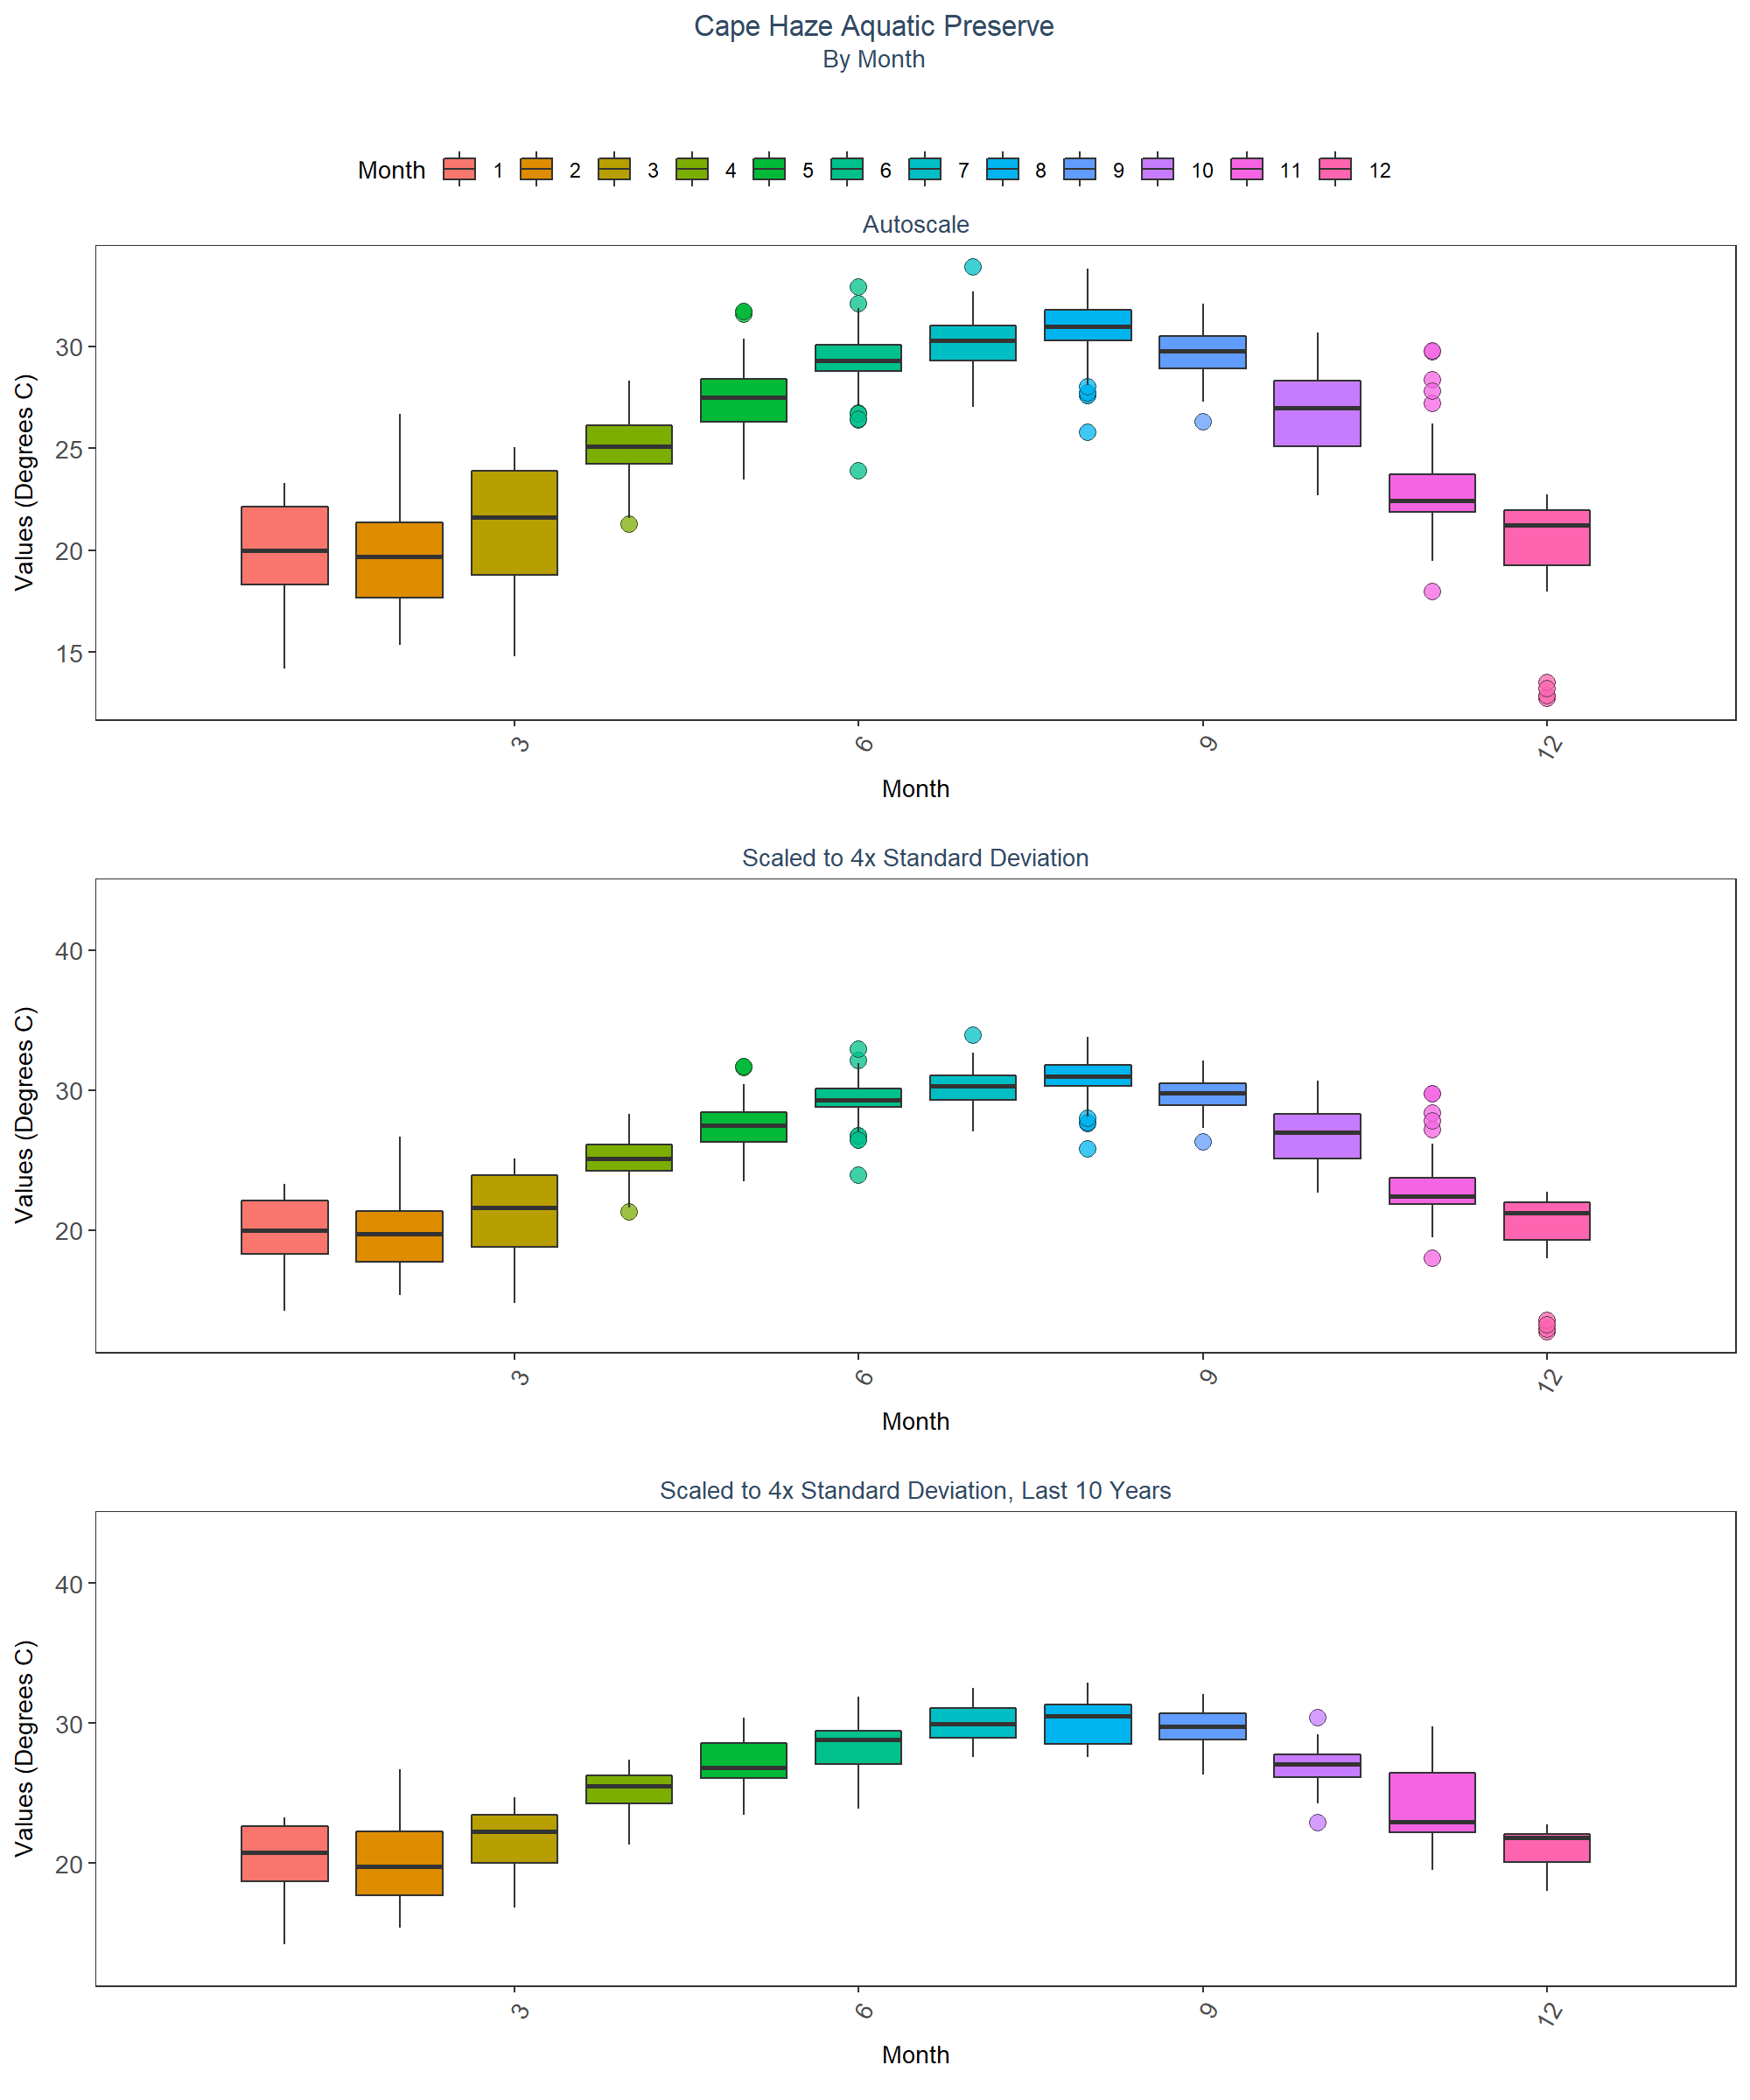 Cape Haze Aquatic Preserve
By Month
Month 1 2 3 4 5 6 7 8 9 10 11 12
Autoscale
Values (Degrees C)
30
25
20
15
3 6 9 12
Month
Scaled to 4x Standard Deviation
Values (Degrees C)
40
30
20
3 6 9 12
Month
Scaled to 4x Standard Deviation, Last 10 Years
Values (Degrees C)
40
30
20
3 6 9 12
Month